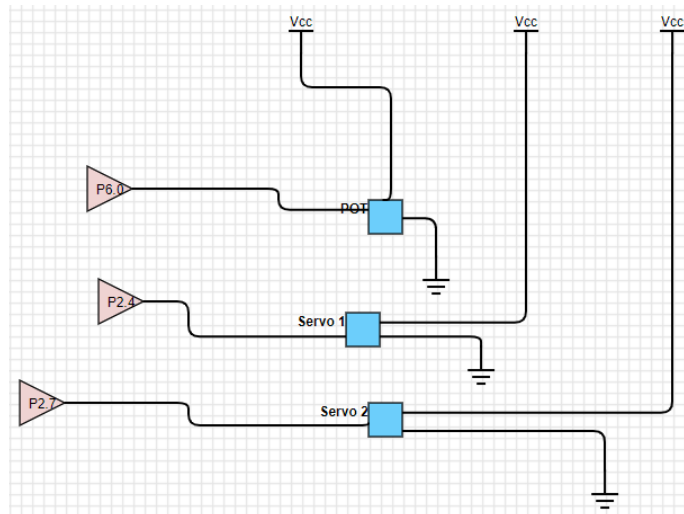 Vcc
Vcc
Vcc
P6.0
POT
P2.4
Servo 1
P2.7
Servo 2